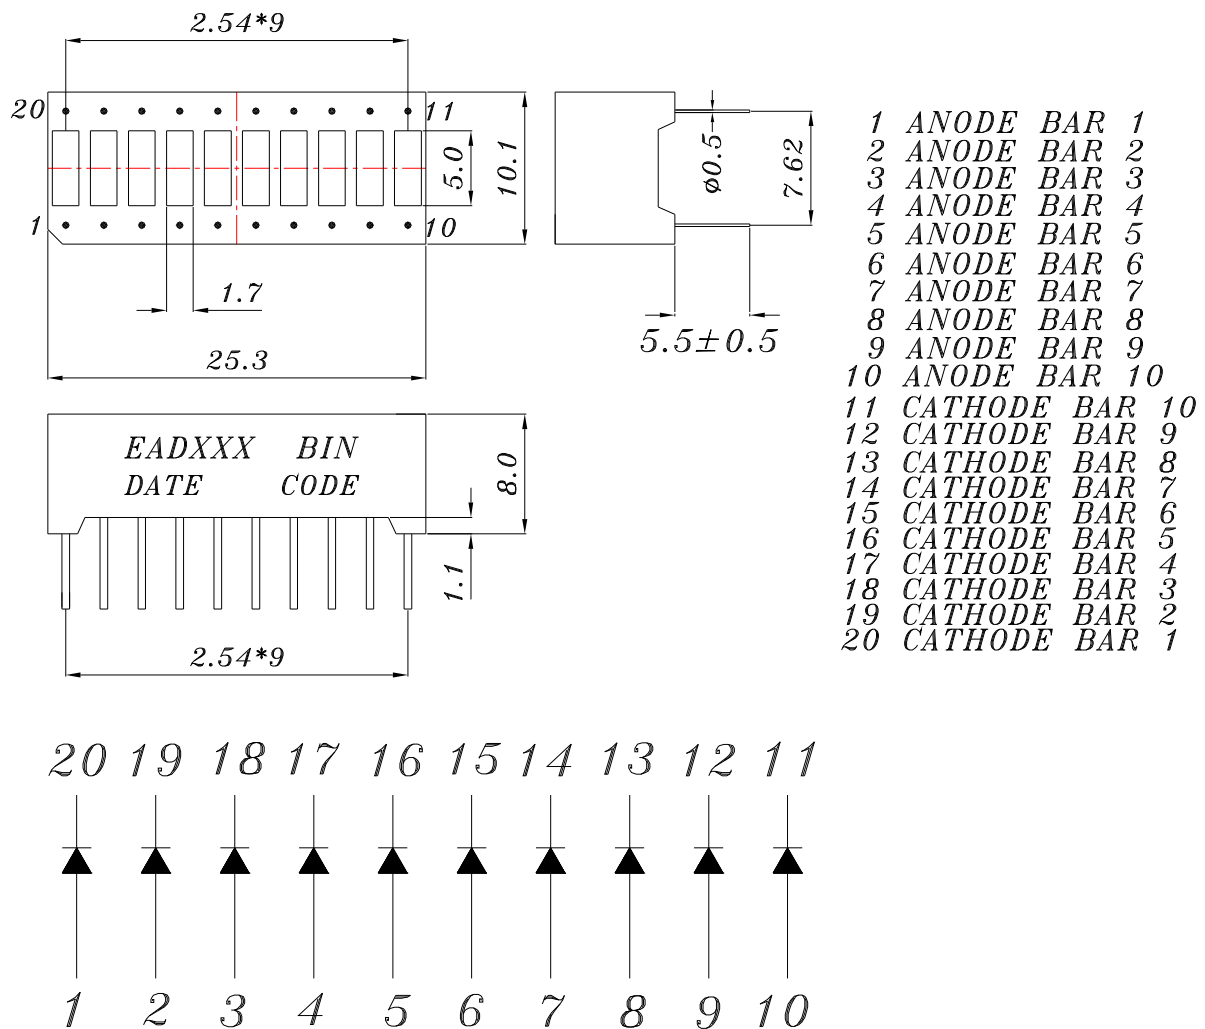 2.54*9
20 11
5.0
10.1
1 10
1.7
25.3
ø0.5
7.62
5.5±0.5
EADXXX BIN
DATE CODE
8.0
1.1
2.54*9
1 ANODE BAR 1
2 ANODE BAR 2
3 ANODE BAR 3
4 ANODE BAR 4
5 ANODE BAR 5
6 ANODE BAR 6
7 ANODE BAR 7
8 ANODE BAR 8
9 ANODE BAR 9
10 ANODE BAR 10
11 CATHODE BAR 10
12 CATHODE BAR 9
13 CATHODE BAR 8
14 CATHODE BAR 7
15 CATHODE BAR 6
16 CATHODE BAR 5
17 CATHODE BAR 4
18 CATHODE BAR 3
19 CATHODE BAR 2
20 CATHODE BAR 1
20 19 18 17 16 15 14 13 12 11
1 2 3 4 5 6 7 8 9 10